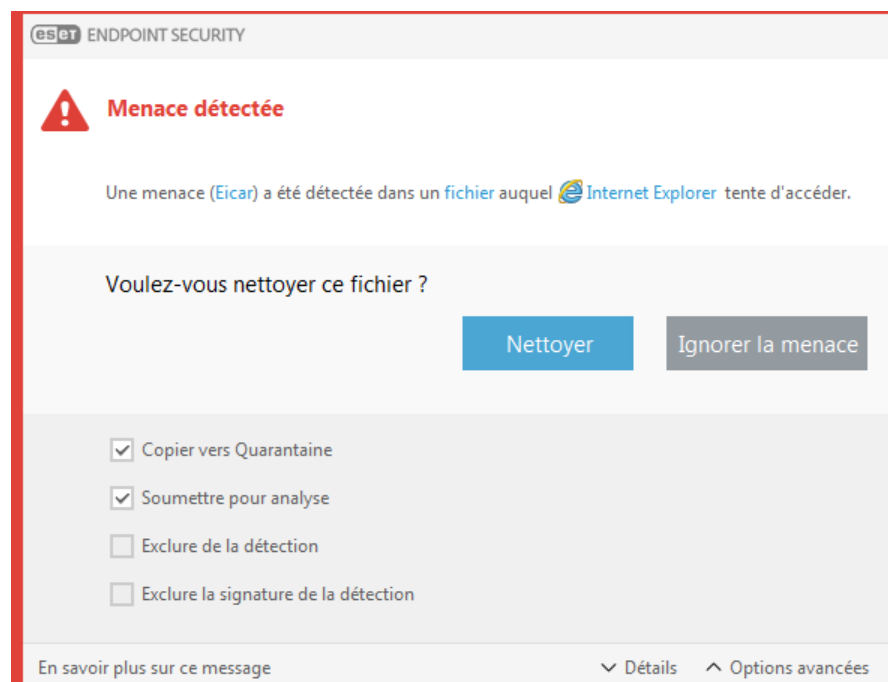 eset ENDPOINT SECURITY
Menace détectée
Une menace (Eicar) a été détectée dans un fichier auquel Internet Explorer tente d'accéder.
Voulez-vous nettoyer ce fichier ?
Nettoyer
Ignorer la menace
Copier vers Quarantaine
Soumettre pour analyse
Exclure de la détection
Exclure la signature de la détection
En savoir plus sur ce message
Détails
Options avancées